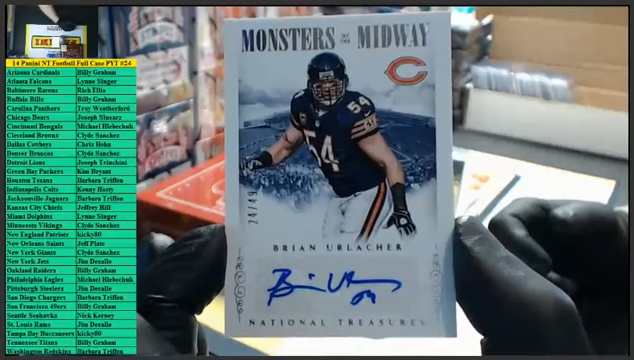 14 Panini NT Football Full Case PYT #24
Arizona Cardinals Billy Graham
Atlanta Falcons Lynne Singer
Baltimore Ravens Rich Ellis
Buffalo Bills Billy Graham
Carolina Panthers Troy Weatherford
Chicago Bears Joseph Slusarz
Cincinnati Bengals Michael Hlebechuk
Cleveland Browns Clyde Sanchez
Dallas Cowboys Chris Hohn
Denver Broncos Clyde Sanchez
Detroit Lions Joseph Trinchini
Green Bay Packers Kim Bryant
Houston Texans Barbara Triffon
Indianapolis Colts Kenny Hasty
Jacksonville Jaguars Barbara Triffon
Kansas City Chiefs Jeffrey Hill
Miami Dolphins Lynne Singer
Minnesota Vikings Clyde Sanchez
New England Patriots kicky80
New Orleans Saints Jeff Plate
New York Giants Clyde Sanchez
New York Jets Jim Desalle
Oakland Raiders Billy Graham
Philadelphia Eagles Michael Hlebechuk
Pittsburgh Steelers Jim Desalle
San Diego Chargers Barbara Triffon
San Francisco 49ers Billy Graham
Seattle Seahawks Nick Kerney
St. Louis Rams Jim Desalle
Tampa Bay Buccaneers kicky80
Tennessee Titans Billy Graham
Washington Redskins Barbara Triffon
MONSTERS OF THE MIDWAY
C
54
54
24/49
BRIAN URLACHER
NATIONAL TREASURES